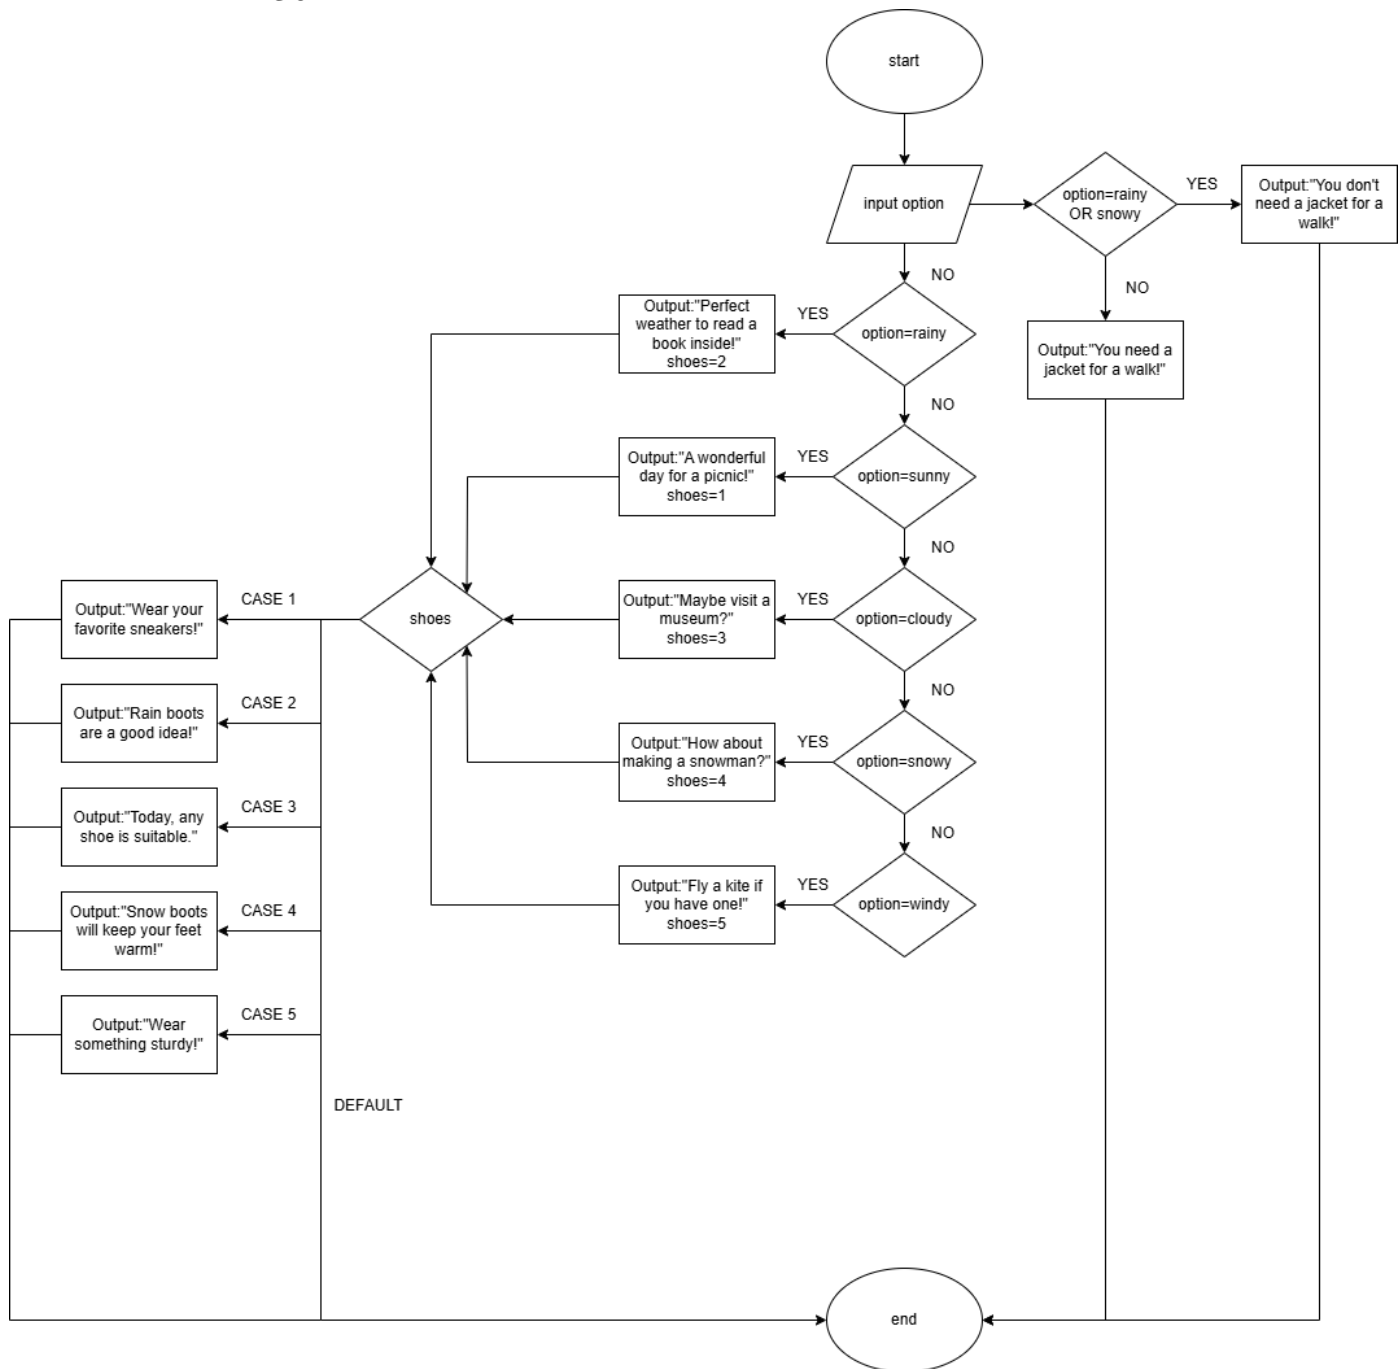 start
input option
option=rainy
OR snowy
YES
Output:"You don't
need a jacket for a
walk!"
NO
NO
Output:"You need a
jacket for a walk!"
option=rainy
YES
Output:"Perfect
weather to read a
book inside!"
shoes=2
NO
option=sunny
YES
Output:"A wonderful
day for a picnic!"
shoes=1
NO
option=cloudy
YES
Output:"Maybe visit a
museum?"
shoes=3
NO
option=snowy
YES
Output:"How about
making a snowman?"
shoes=4
NO
option=windy
YES
Output:"Fly a kite if
you have one!"
shoes=5
shoes
CASE 1
Output:"Wear your
favorite sneakers!"
CASE 2
Output:"Rain boots
are a good idea!"
CASE 3
Output:"Today, any
shoe is suitable."
CASE 4
Output:"Snow boots
will keep your feet
warm!"
CASE 5
Output:"Wear
something sturdy!"
DEFAULT
end